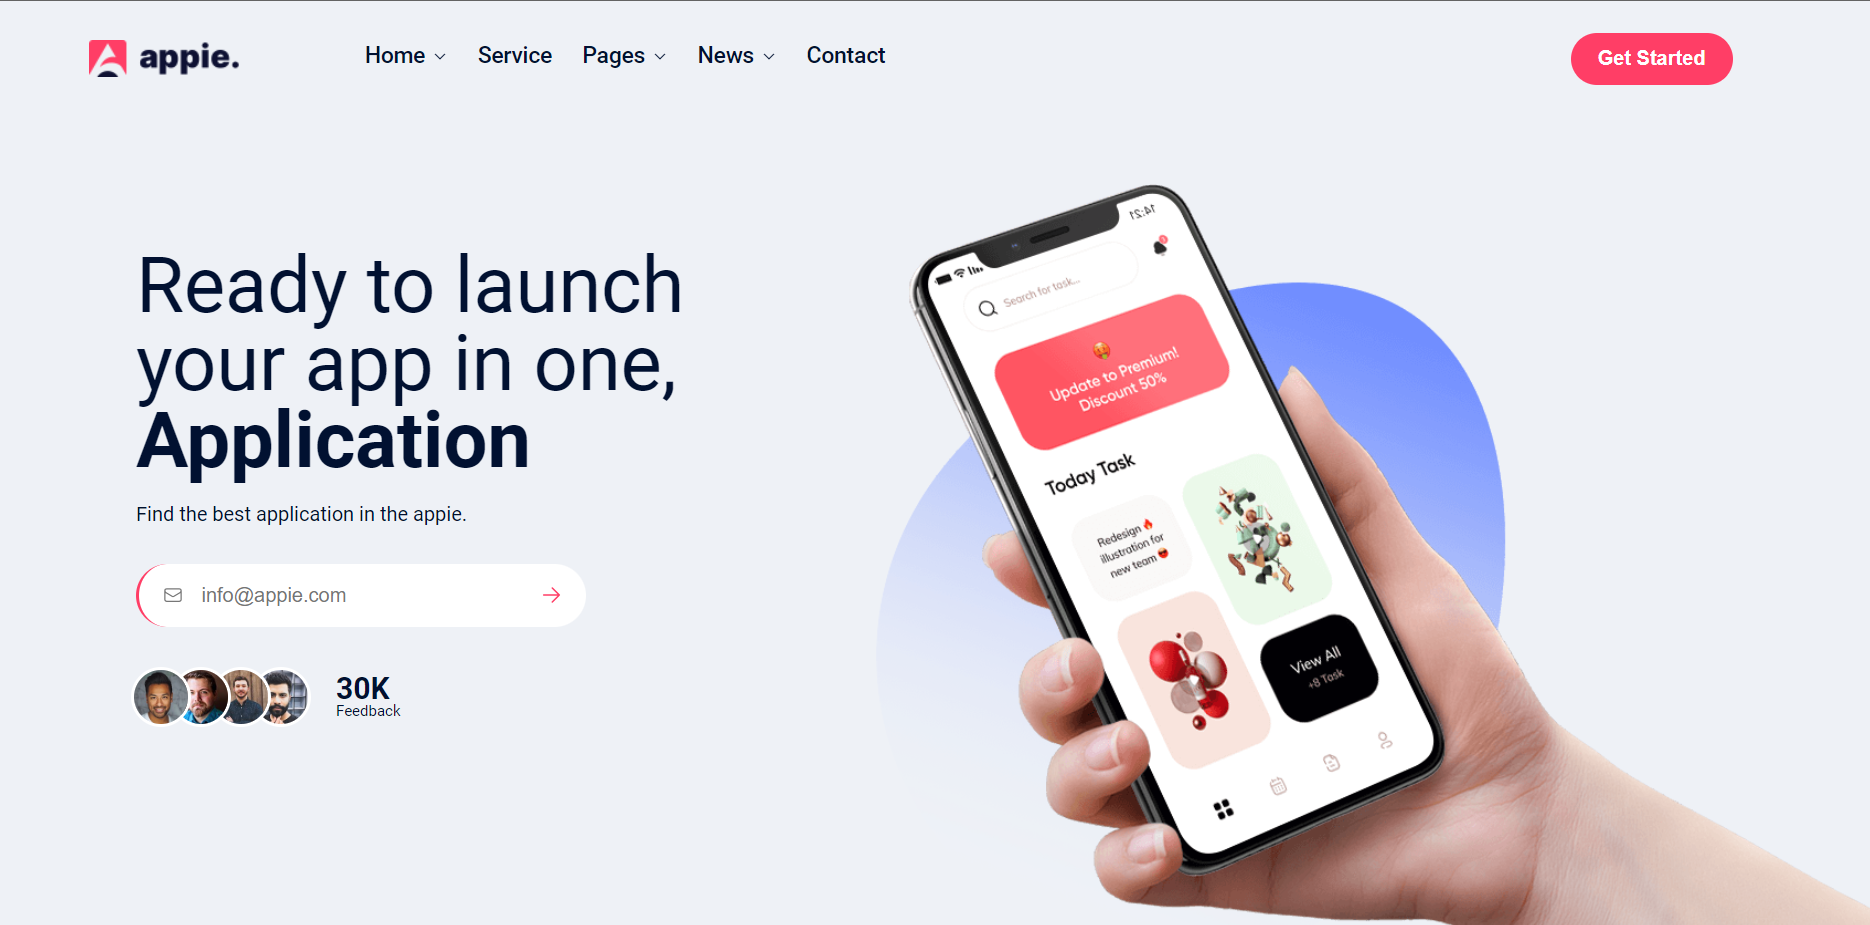 appie.
Home
Service
Pages
News
Contact
Get Started
Ready to launch
your app in one,
Application
Find the best application in the appie.
info@appie.com
30K
Feedback
14:21
Search for task...
Update to Premium!
Discount 50%
Today Task
Redesign 🔥
illustration for
new team 😍
View All
+8 Task